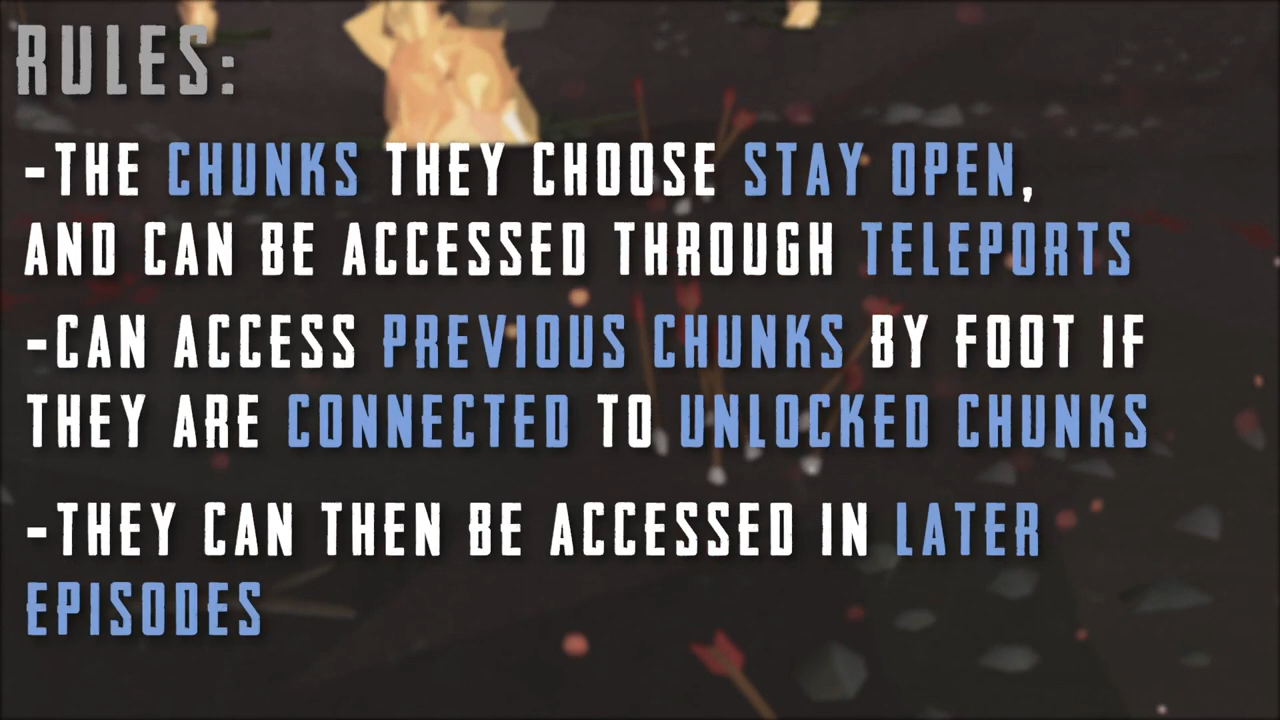 RULES:
-THE CHUNKS THEY CHOOSE STAY OPEN,
AND CAN BE ACCESSED THROUGH TELEPORTS
-CAN ACCESS PREVIOUS CHUNKS BY FOOT IF
THEY ARE CONNECTED TO UNLOCKED CHUNKS
-THEY CAN THEN BE ACCESSED IN LATER
EPISODES